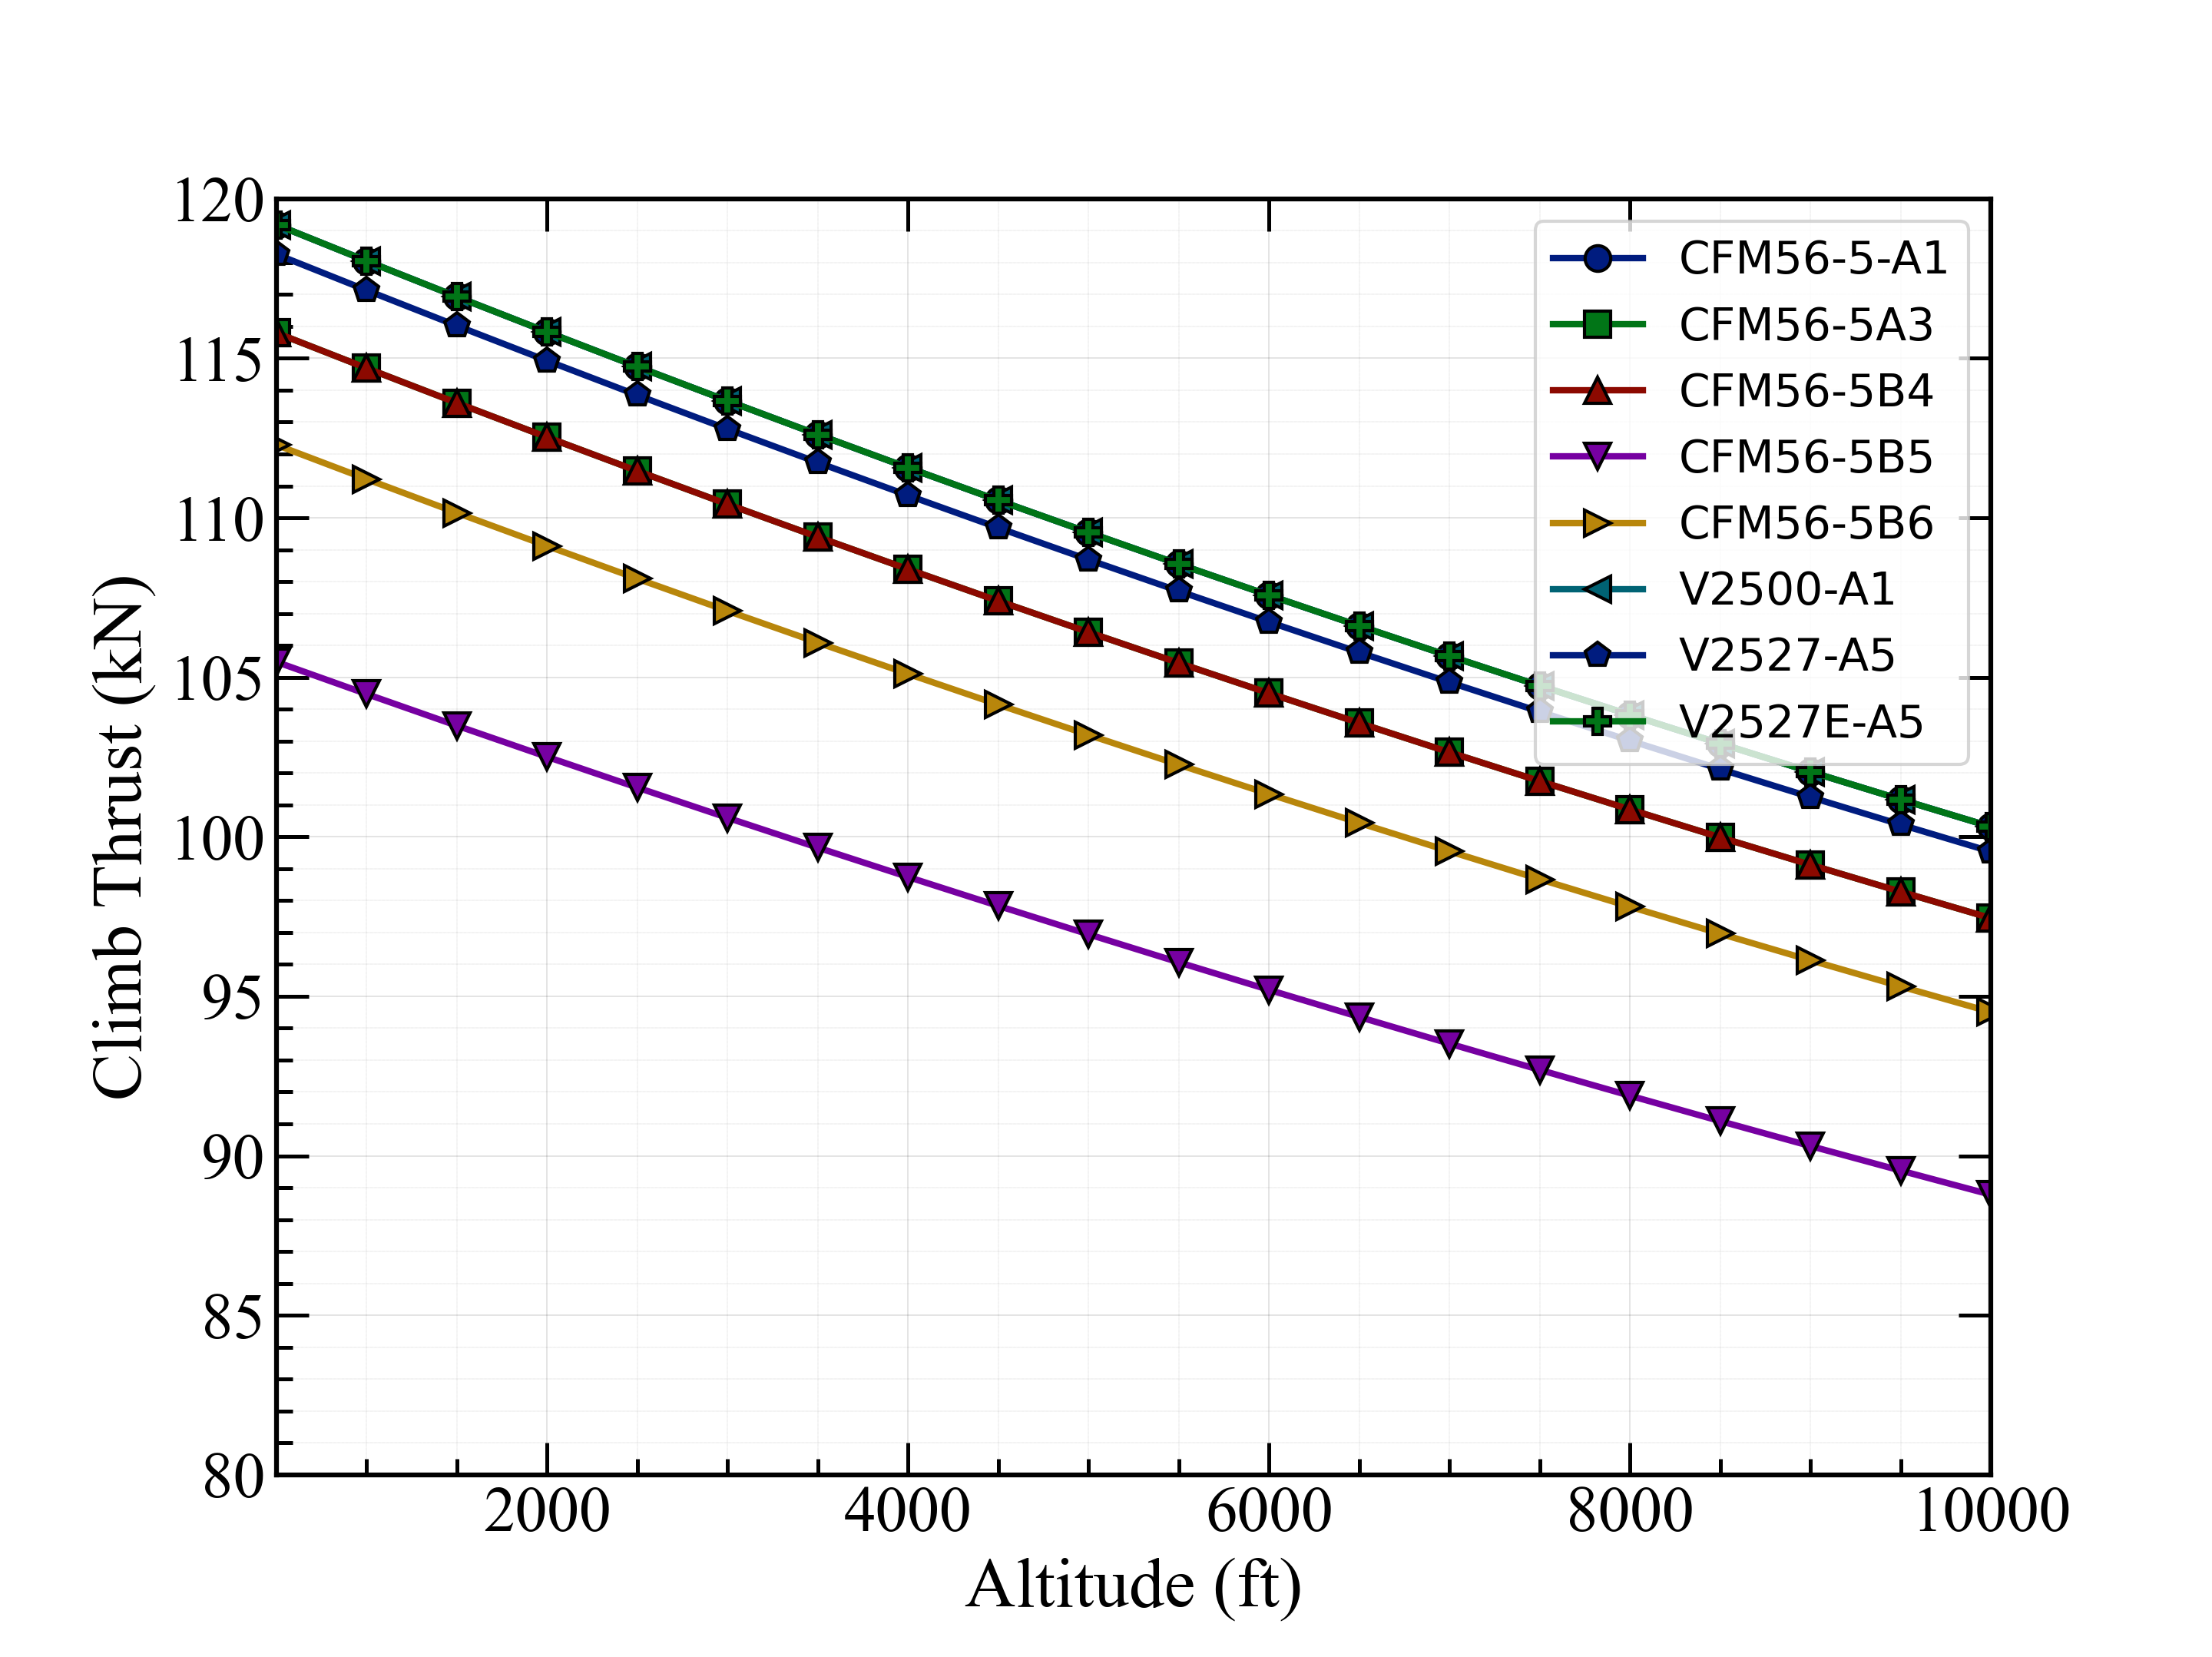 120
115
110
105
100
95
90
85
80
Climb Thrust (kN)
CFM56-5-A1
CFM56-5A3
CFM56-5B4
CFM56-5B5
CFM56-5B6
V2500-A1
V2527-A5
V2527E-A5
2000 4000 6000 8000 10000
Altitude (ft)